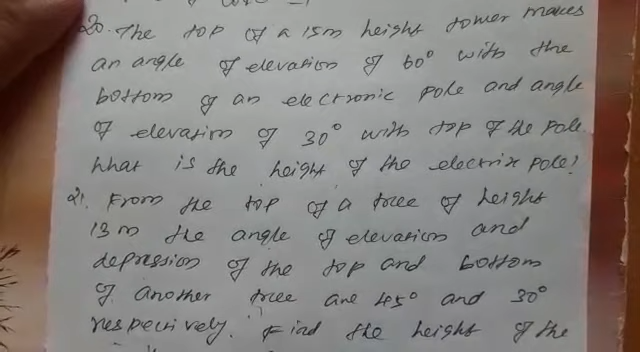 20. The top of a 15m height tower makes
an angle of elevation of 60° with the
bottom of an electronic pole and angle
of elevation of 30° with top of the pole.
What is the height of the electric pole?
21. From the top of a tree of height
13m the angle of elevation and
depression of the top and bottom
of another tree are 45° and 30°
respectively. Find the height of the